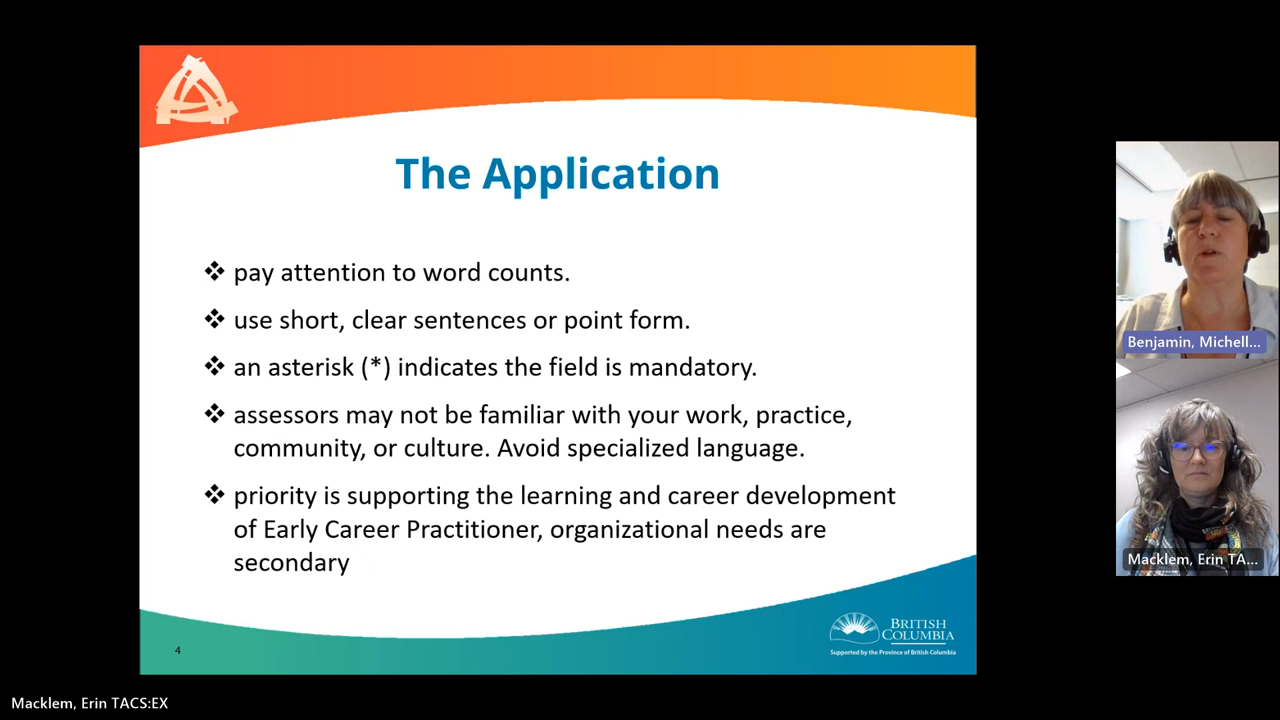 The Application
❖ pay attention to word counts.
❖ use short, clear sentences or point form.
❖ an asterisk (*) indicates the field is mandatory.
❖ assessors may not be familiar with your work, practice,
community, or culture. Avoid specialized language.
❖ priority is supporting the learning and career development
of Early Career Practitioner, organizational needs are
secondary
4
BRITISH
COLUMBIA
Supported by the Province of British Columbia
Benjamin, Michell...
Macklem, Erin TA...
Macklem, Erin TACS:EX